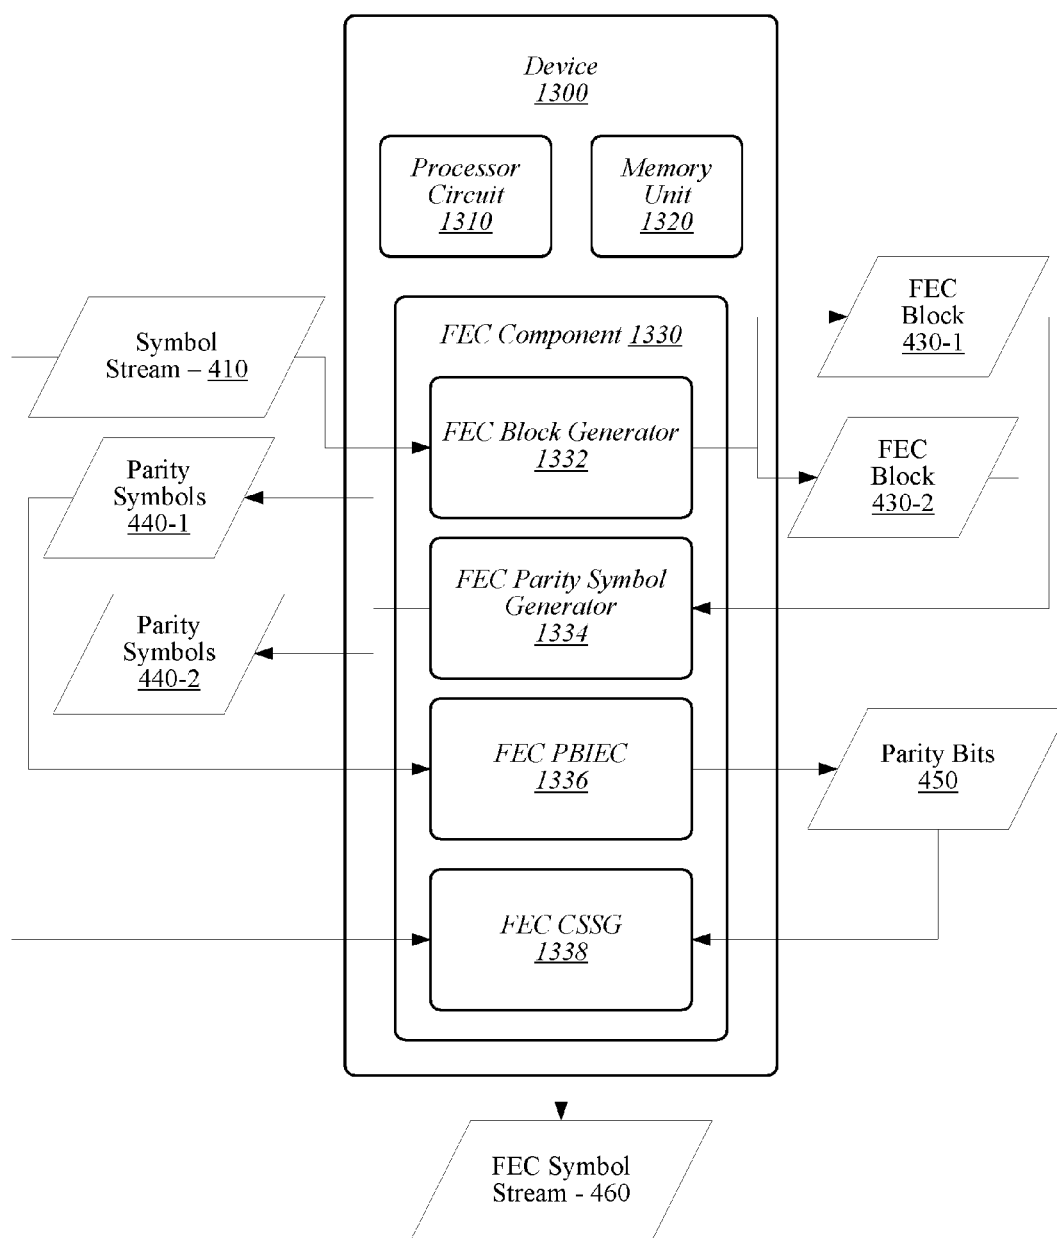 Device
1300
Processor
Circuit
1310
Memory
Unit
1320
FEC
Block
430-1
Symbol
Stream – 410
FEC Component 1330
FEC Block Generator
1332
FEC
Block
430-2
Parity
Symbols
440-1
FEC Parity Symbol
Generator
1334
Parity
Symbols
440-2
FEC PBIEC
1336
Parity Bits
450
FEC CSSG
1338
FEC Symbol
Stream - 460